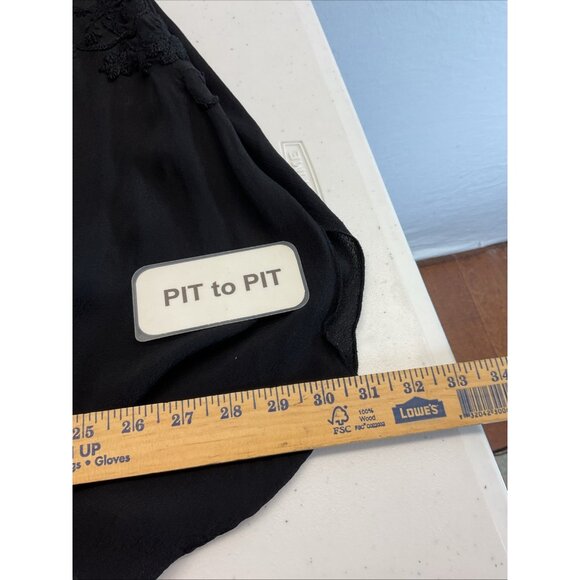 PIT to PIT
25 26 27 28 29 30 31 32 33 34
UP
gs • Gloves
FSC
100%
Wood
LOWE'S